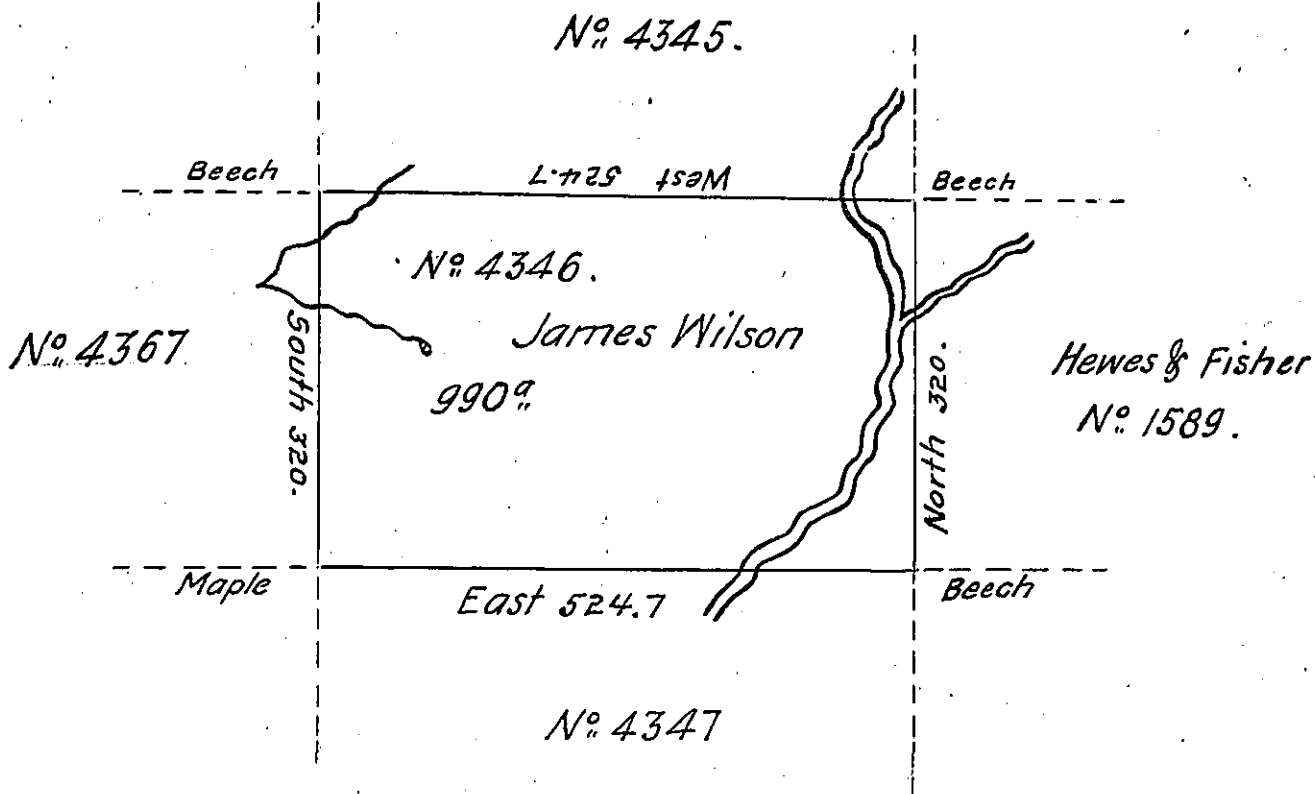 Nº 4345.
Beech
West 524.7
Beech
Nº 4346.
James Wilson
990ª
Nº 4367
South 320.
North 320.
Hewes & Fisher
Nº 1589.
Maple
East 524.7
Beech
Nº 4347